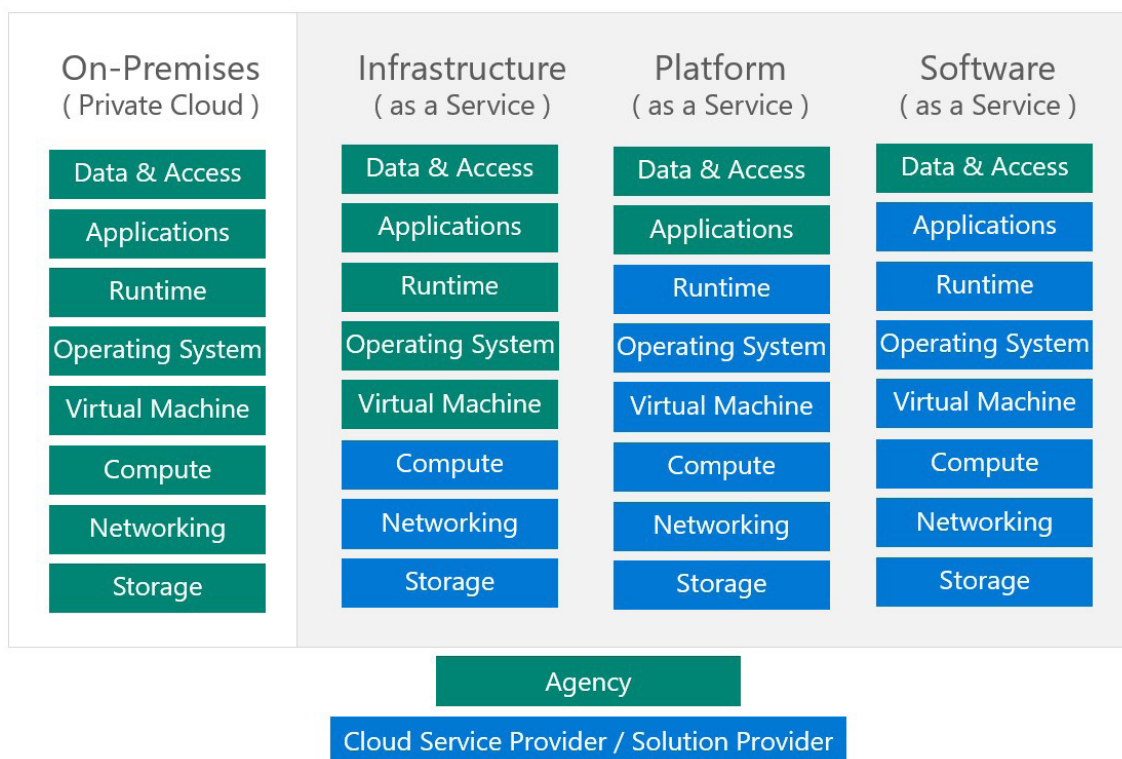 On-Premises
( Private Cloud )
Data & Access
Applications
Runtime
Operating System
Virtual Machine
Compute
Networking
Storage
Infrastructure
( as a Service )
Data & Access
Applications
Runtime
Operating System
Virtual Machine
Compute
Networking
Storage
Platform
( as a Service )
Data & Access
Applications
Runtime
Operating System
Virtual Machine
Compute
Networking
Storage
Software
( as a Service )
Data & Access
Applications
Runtime
Operating System
Virtual Machine
Compute
Networking
Storage
Agency
Cloud Service Provider / Solution Provider